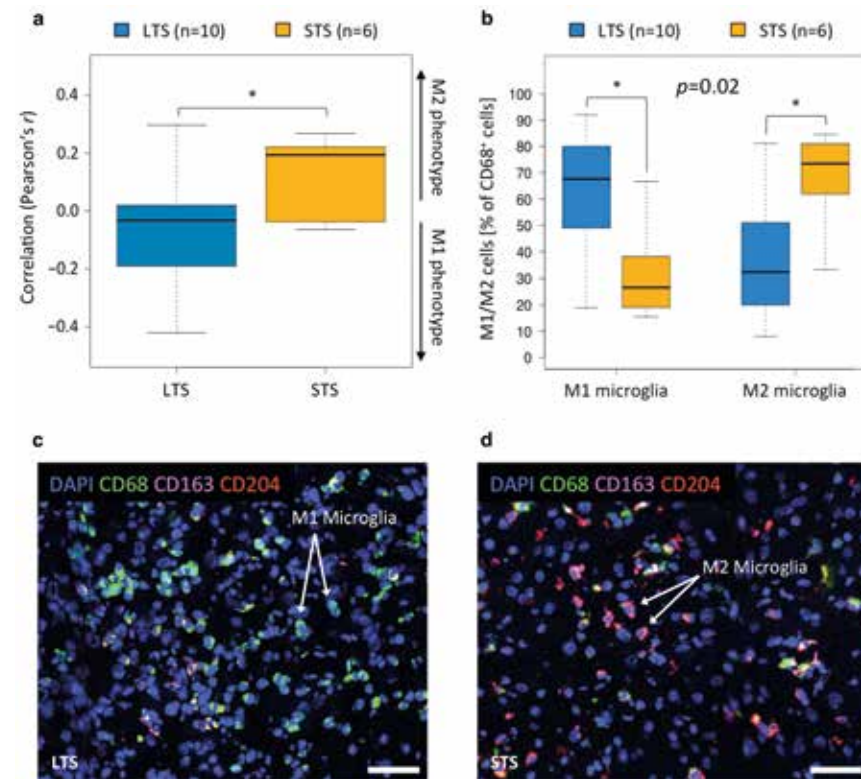 a
LTS (n=10) STS (n=6)
Correlation (Pearson's r)
0.4
0.2
0.0
−0.2
−0.4
*
M2 phenotype
M1 phenotype
LTS STS
b
LTS (n=10) STS (n=6)
M1/M2 cells [% of CD68⁺ cells]
100
90
80
70
60
50
40
30
20
10
0
* p=0.02 *
M1 microglia M2 microglia
c
DAPI CD68 CD163 CD204
M1 Microglia
LTS
d
DAPI CD68 CD163 CD204
M2 Microglia
STS